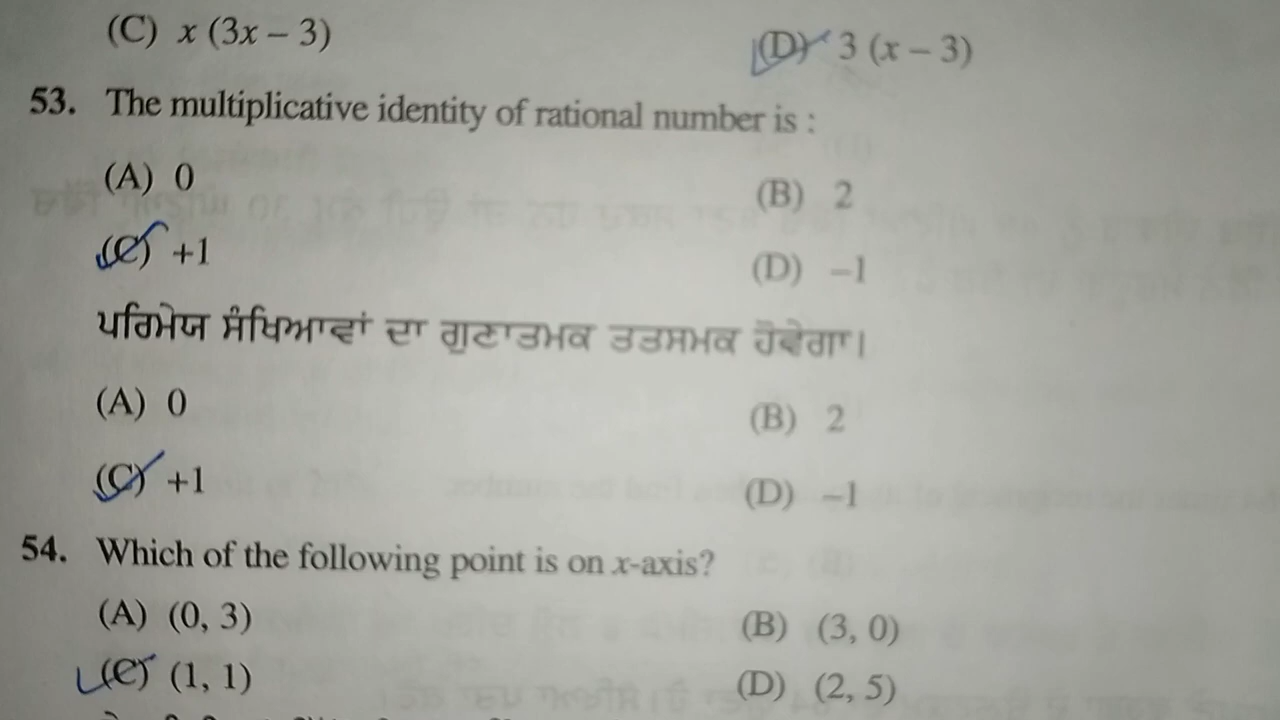 (C) x (3x – 3) (D) 3 (x – 3)
53. The multiplicative identity of rational number is :
(A) 0 (B) 2
(C) +1 (D) –1
ਪਰਿਮੇਯ ਸੰਖਿਆਵਾਂ ਦਾ ਗੁਣਾਤਮਕ ਤਤਸਮਕ ਹੋਵੇਗਾ।
(A) 0 (B) 2
(C) +1 (D) –1
54. Which of the following point is on x-axis?
(A) (0, 3) (B) (3, 0)
(C) (1, 1) (D) (2, 5)